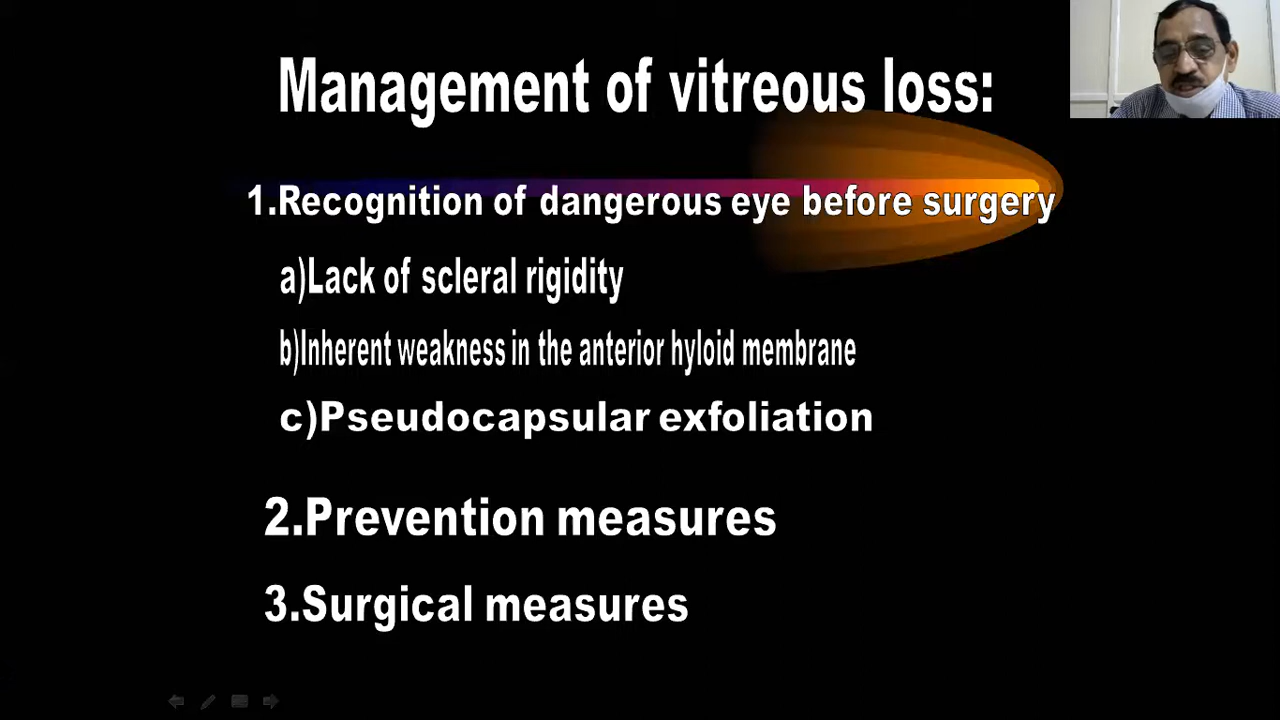 Management of vitreous loss:
1.Recognition of dangerous eye before surgery
a)Lack of scleral rigidity
b)Inherent weakness in the anterior hyloid membrane
c)Pseudocapsular exfoliation
2.Prevention measures
3.Surgical measures